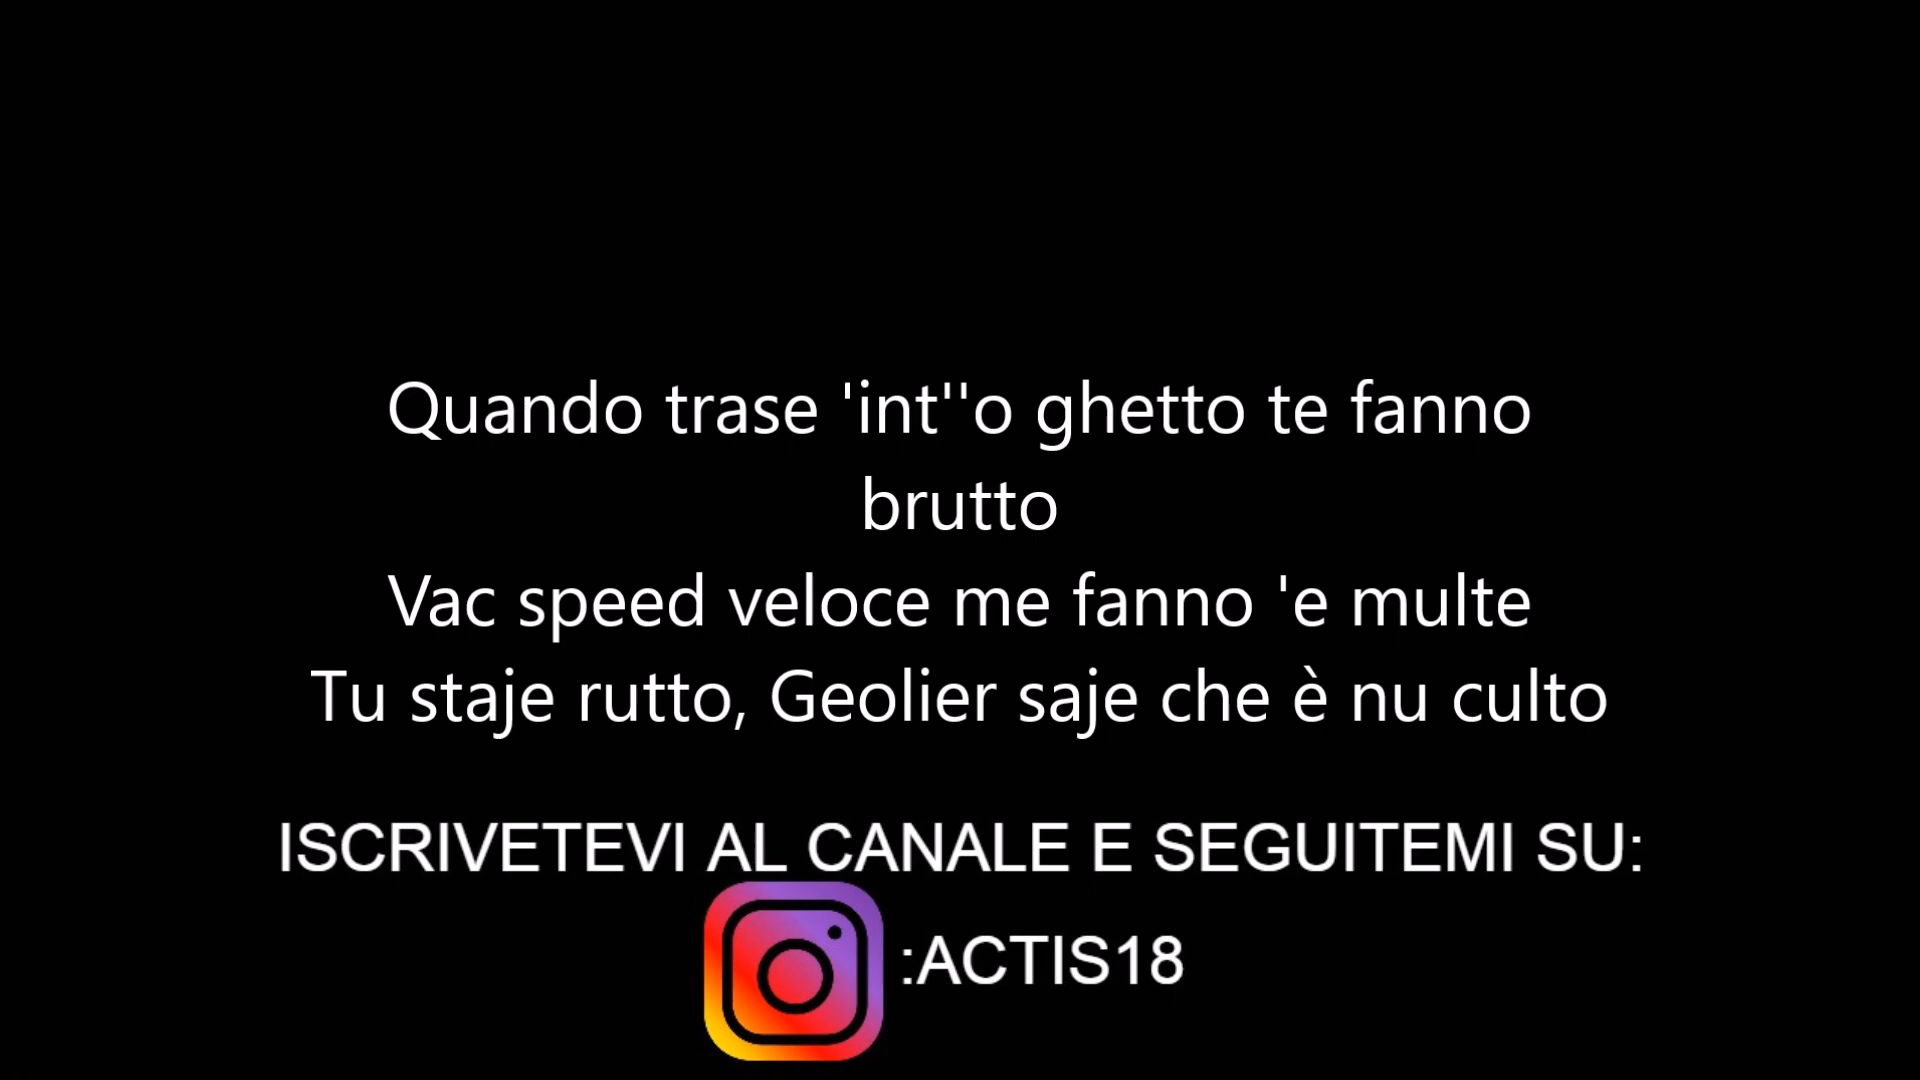 Quando trase 'int''o ghetto te fanno
brutto
Vac speed veloce me fanno 'e multe
Tu staje rutto, Geolier saje che è nu culto
ISCRIVETEVI AL CANALE E SEGUITEMI SU:
:ACTIS18